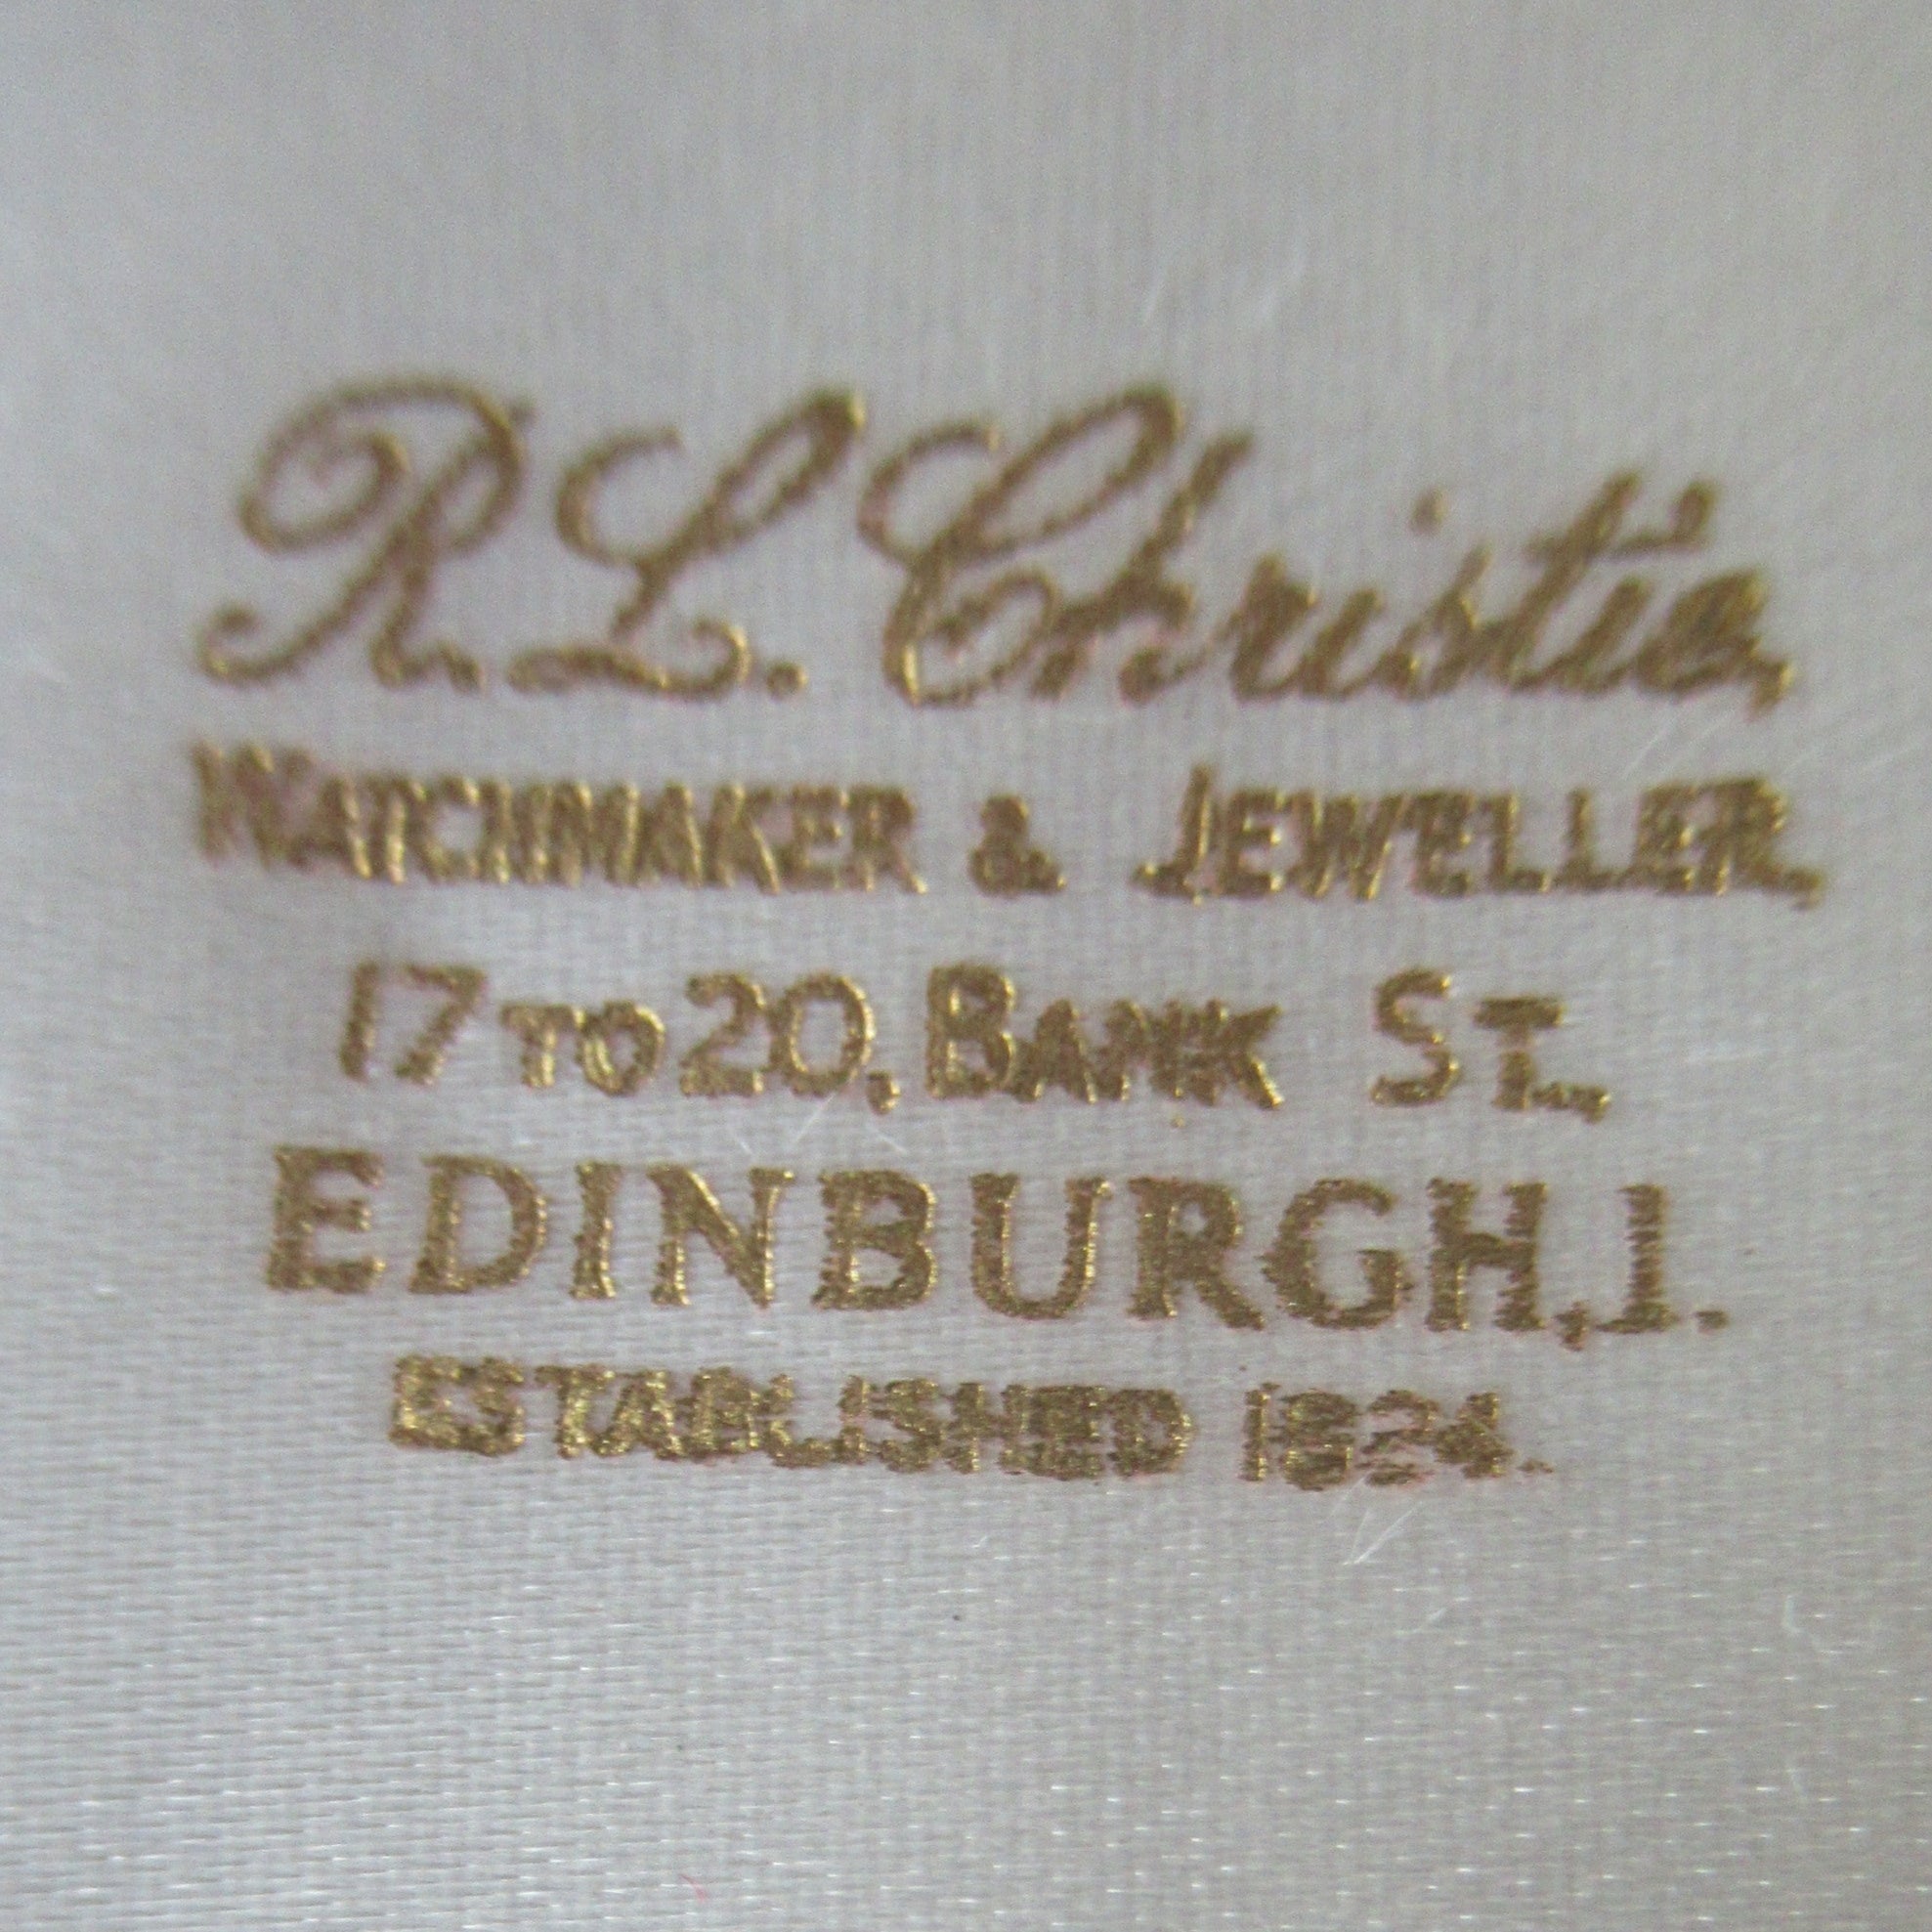 R. L. Christie,
WATCHMAKER & JEWELLER,
17 TO 20, BANK ST.,
EDINBURGH, 1.
ESTABLISHED 1824.